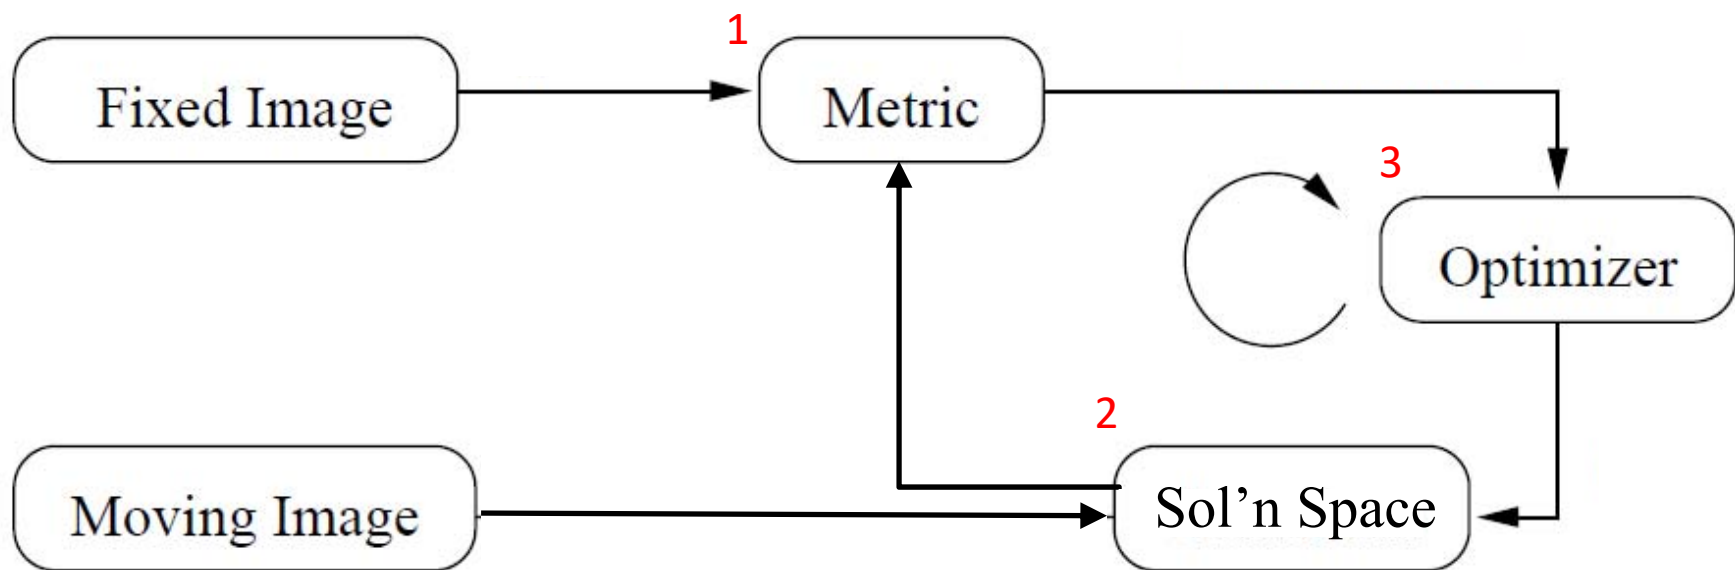 1
Fixed Image
Metric
3
Optimizer
2
Moving Image
Sol'n Space